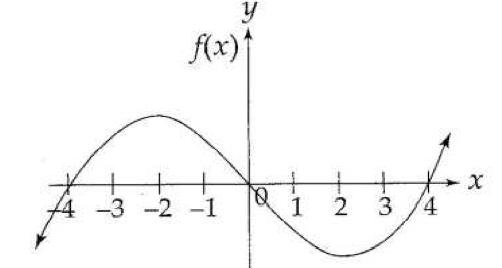 y
f(x)
x
–4 –3 –2 –1 0 1 2 3 4